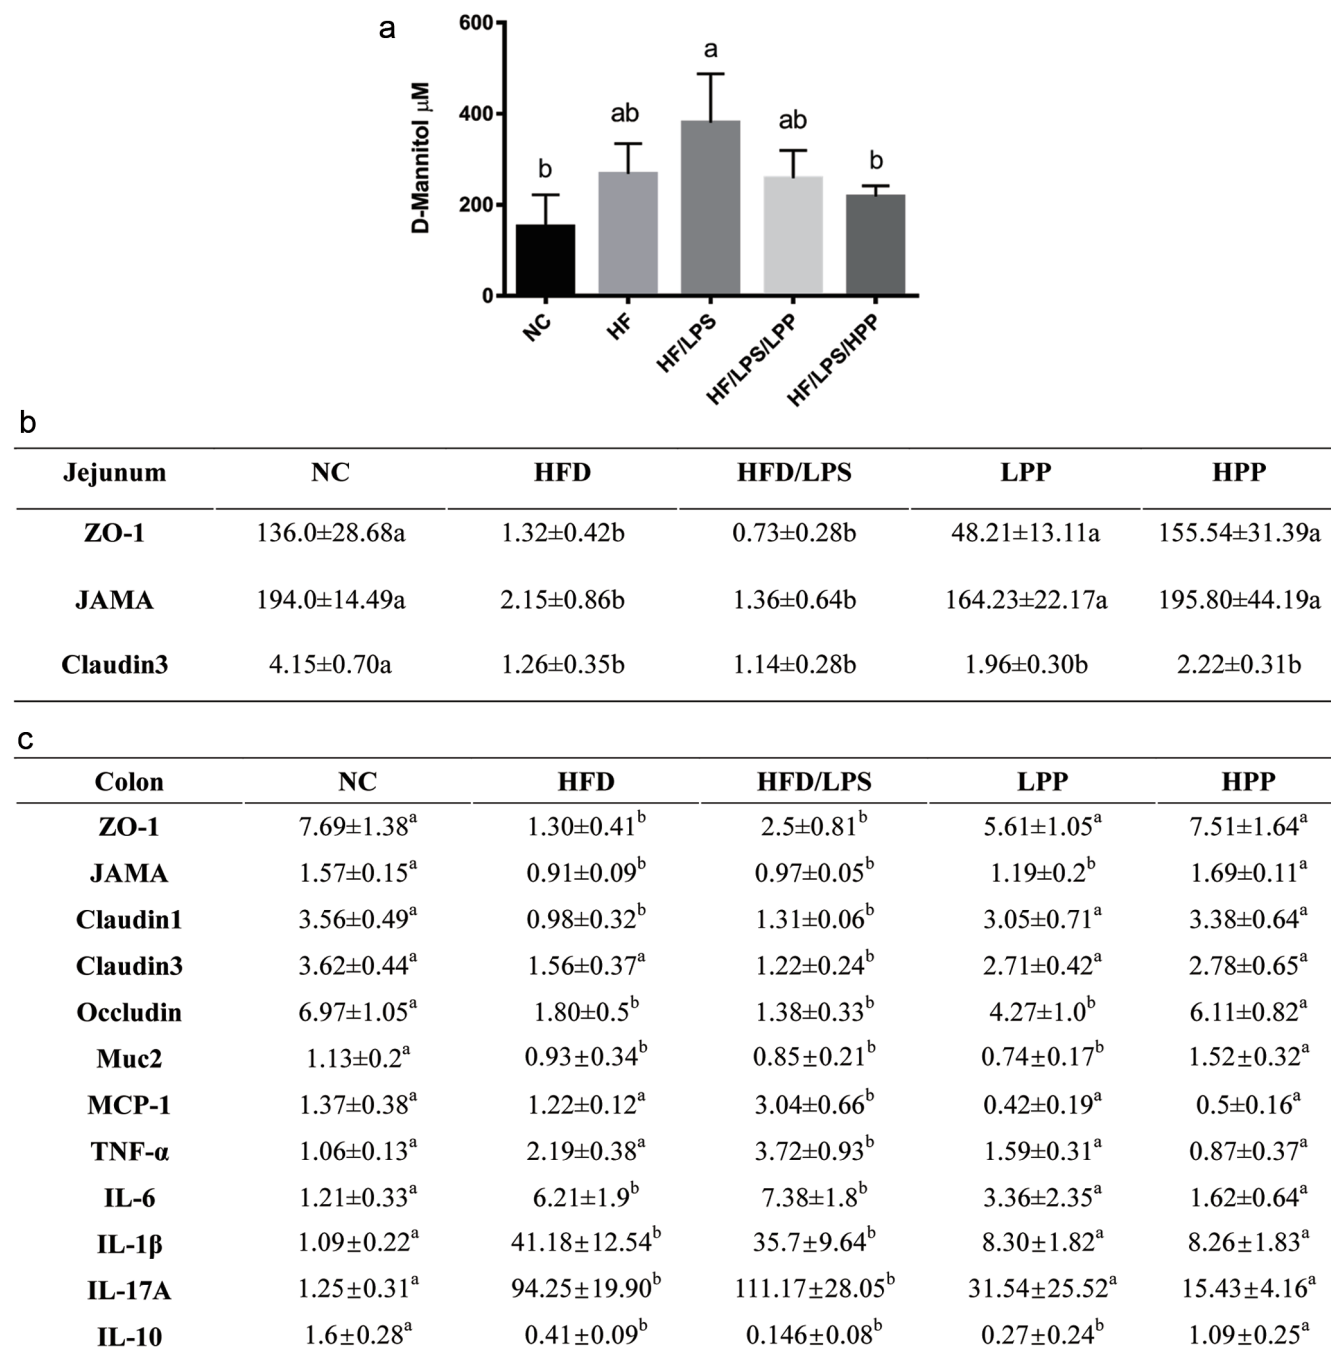 a
600
400
200
0
D-Mannitol μM
b
ab
a
ab
b
NC
HF
HF/LPS
HF/LPS/LPP
HF/LPS/HPP
b
Jejunum NC HFD HFD/LPS LPP HPP
ZO-1 136.0±28.68a 1.32±0.42b 0.73±0.28b 48.21±13.11a 155.54±31.39a
JAMA 194.0±14.49a 2.15±0.86b 1.36±0.64b 164.23±22.17a 195.80±44.19a
Claudin3 4.15±0.70a 1.26±0.35b 1.14±0.28b 1.96±0.30b 2.22±0.31b
c
Colon NC HFD HFD/LPS LPP HPP
ZO-1 7.69±1.38a 1.30±0.41b 2.5±0.81b 5.61±1.05a 7.51±1.64a
JAMA 1.57±0.15a 0.91±0.09b 0.97±0.05b 1.19±0.2b 1.69±0.11a
Claudin1 3.56±0.49a 0.98±0.32b 1.31±0.06b 3.05±0.71a 3.38±0.64a
Claudin3 3.62±0.44a 1.56±0.37a 1.22±0.24b 2.71±0.42a 2.78±0.65a
Occludin 6.97±1.05a 1.80±0.5b 1.38±0.33b 4.27±1.0b 6.11±0.82a
Muc2 1.13±0.2a 0.93±0.34b 0.85±0.21b 0.74±0.17b 1.52±0.32a
MCP-1 1.37±0.38a 1.22±0.12a 3.04±0.66b 0.42±0.19a 0.5±0.16a
TNF-α 1.06±0.13a 2.19±0.38a 3.72±0.93b 1.59±0.31a 0.87±0.37a
IL-6 1.21±0.33a 6.21±1.9b 7.38±1.8b 3.36±2.35a 1.62±0.64a
IL-1β 1.09±0.22a 41.18±12.54b 35.7±9.64b 8.30±1.82a 8.26±1.83a
IL-17A 1.25±0.31a 94.25±19.90b 111.17±28.05b 31.54±25.52a 15.43±4.16a
IL-10 1.6±0.28a 0.41±0.09b 0.146±0.08b 0.27±0.24b 1.09±0.25a